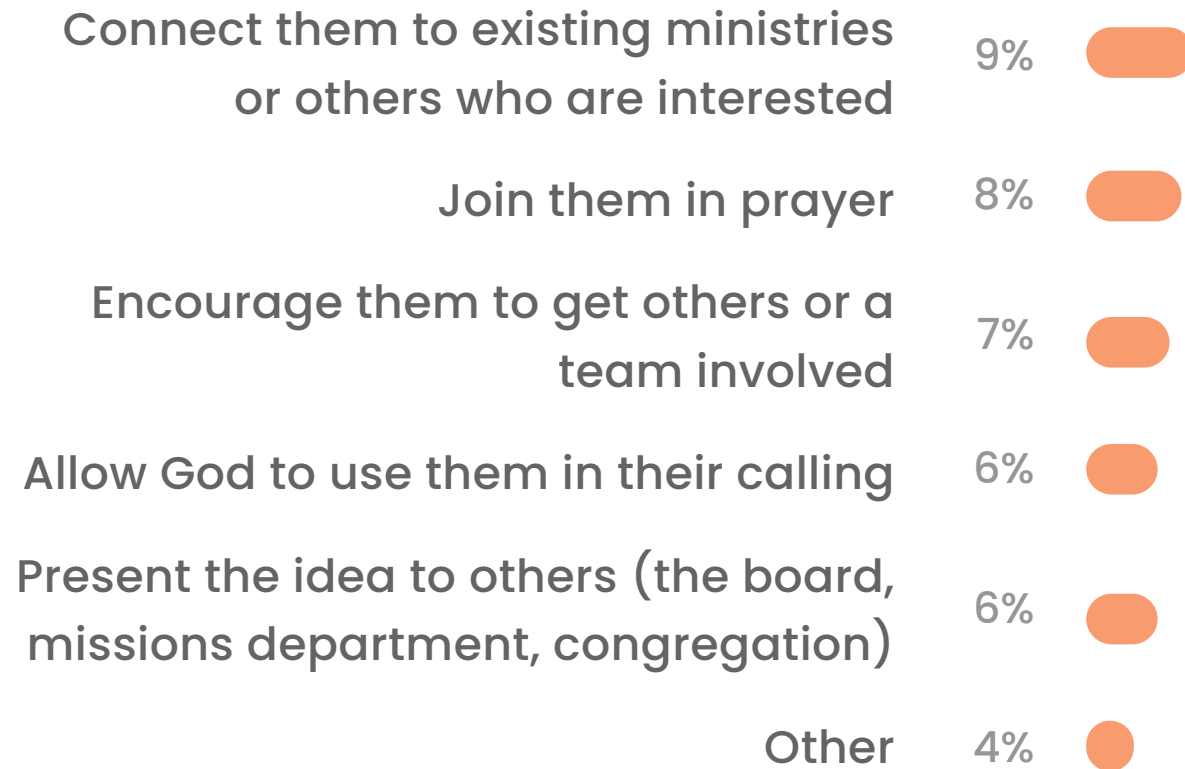 Connect them to existing ministries
or others who are interested
9%
Join them in prayer
8%
Encourage them to get others or a
team involved
7%
Allow God to use them in their calling
6%
Present the idea to others (the board,
missions department, congregation)
6%
Other
4%